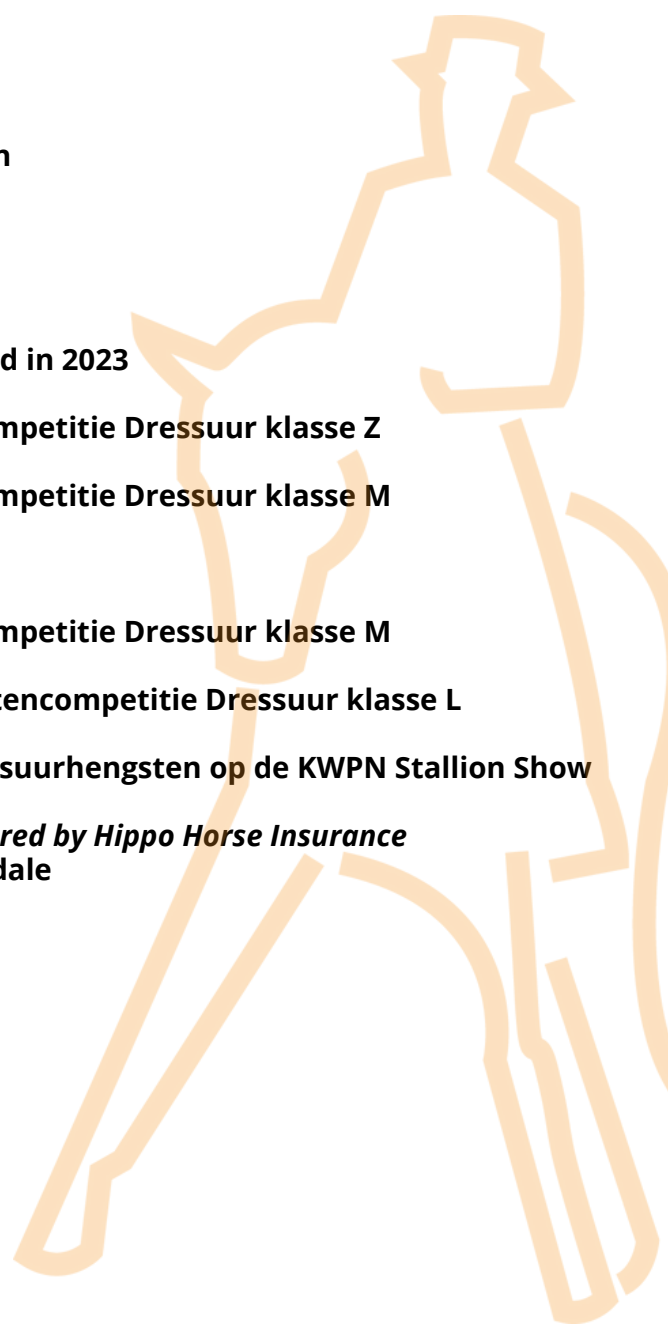 n
d in 2023
mpetitie Dressuur klasse Z
mpetitie Dressuur klasse M
mpetitie Dressuur klasse M
tencompetitie Dressuur klasse L
suurhengsten op de KWPN Stallion Show
red by Hippo Horse Insurance
dale